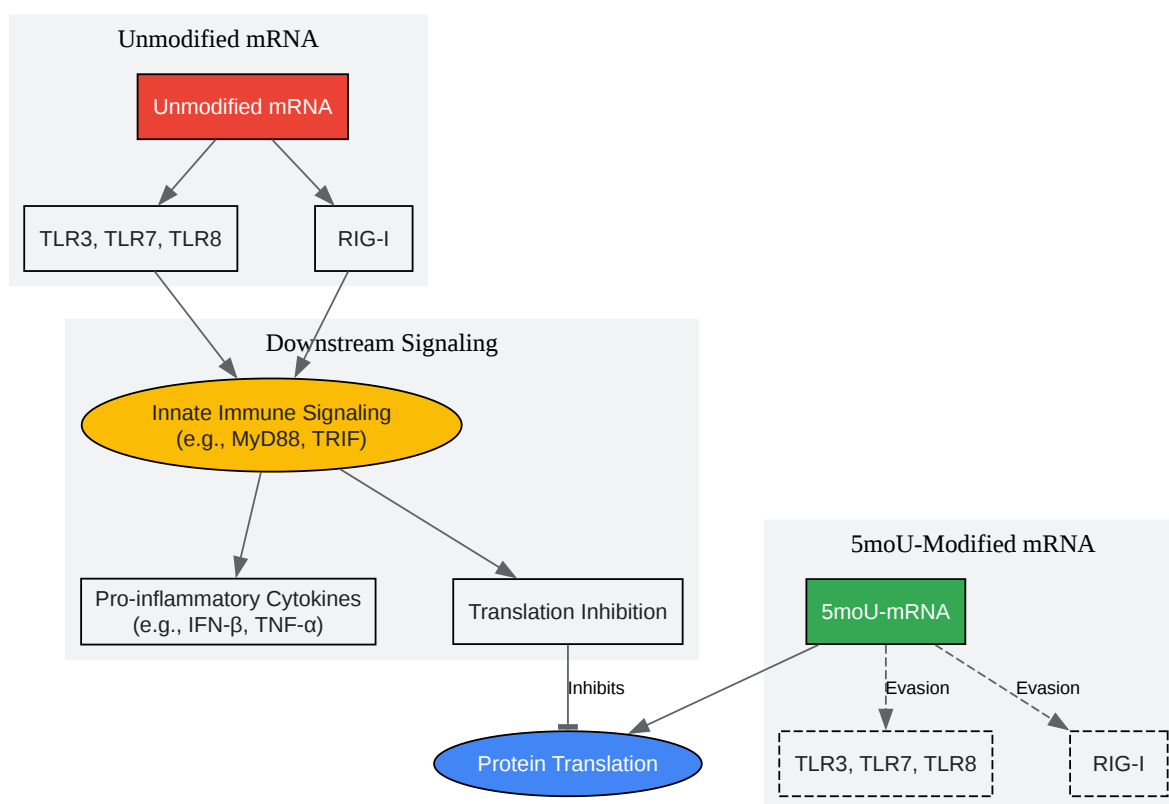 Unmodified mRNA
Unmodified mRNA
TLR3, TLR7, TLR8
RIG-I
Downstream Signaling
Innate Immune Signaling
(e.g., MyD88, TRIF)
Pro-inflammatory Cytokines
(e.g., IFN-β, TNF-α)
Translation Inhibition
Inhibits
Protein Translation
5moU-Modified mRNA
5moU-mRNA
Evasion
Evasion
TLR3, TLR7, TLR8
RIG-I